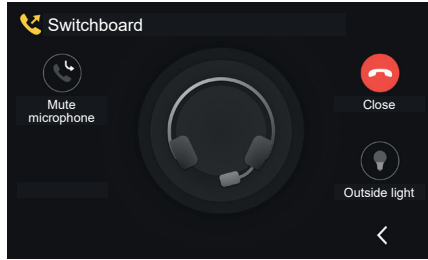 Switchboard
Mute
microphone
Close
Outside light